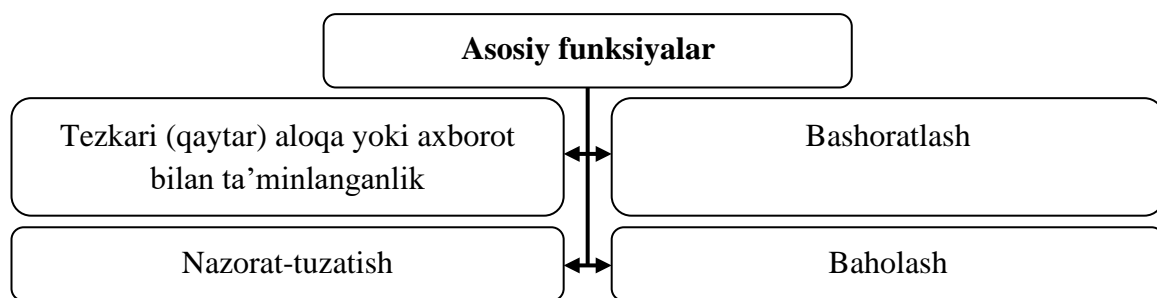 Asosiy funksiyalar
Tezkari (qaytar) aloqa yoki axborot
bilan ta’minlanganlik
Bashoratlash
Nazorat-tuzatish
Baholash